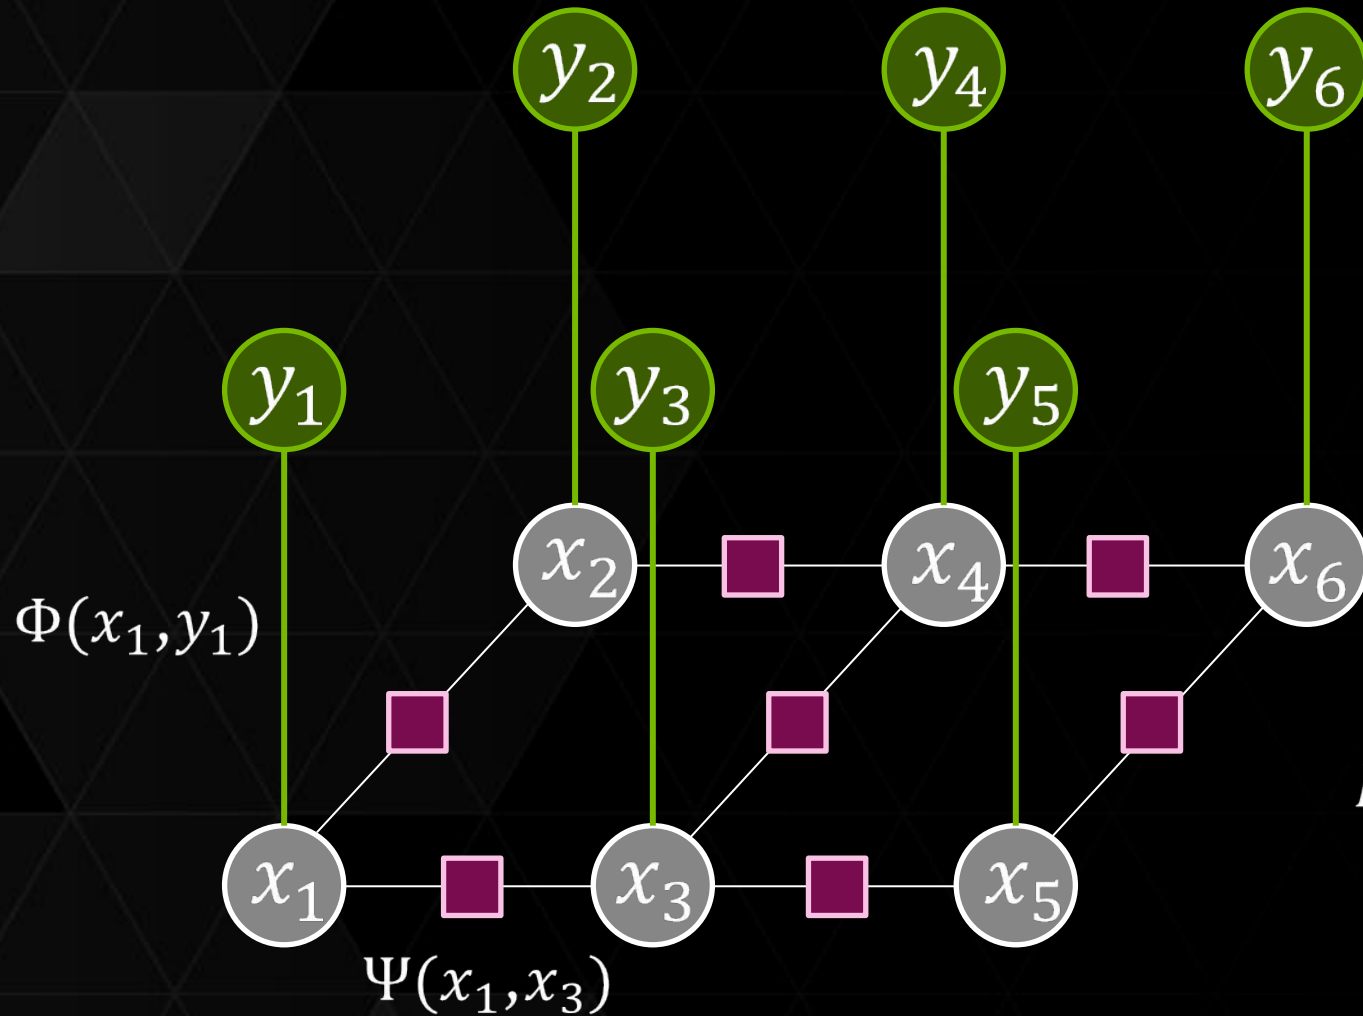 y₂ y₄ y₆
y₁ y₃ y₅
x₂ x₄ x₆
Φ(x₁,y₁)
x₁ x₃ x₅
Ψ(x₁,x₃)